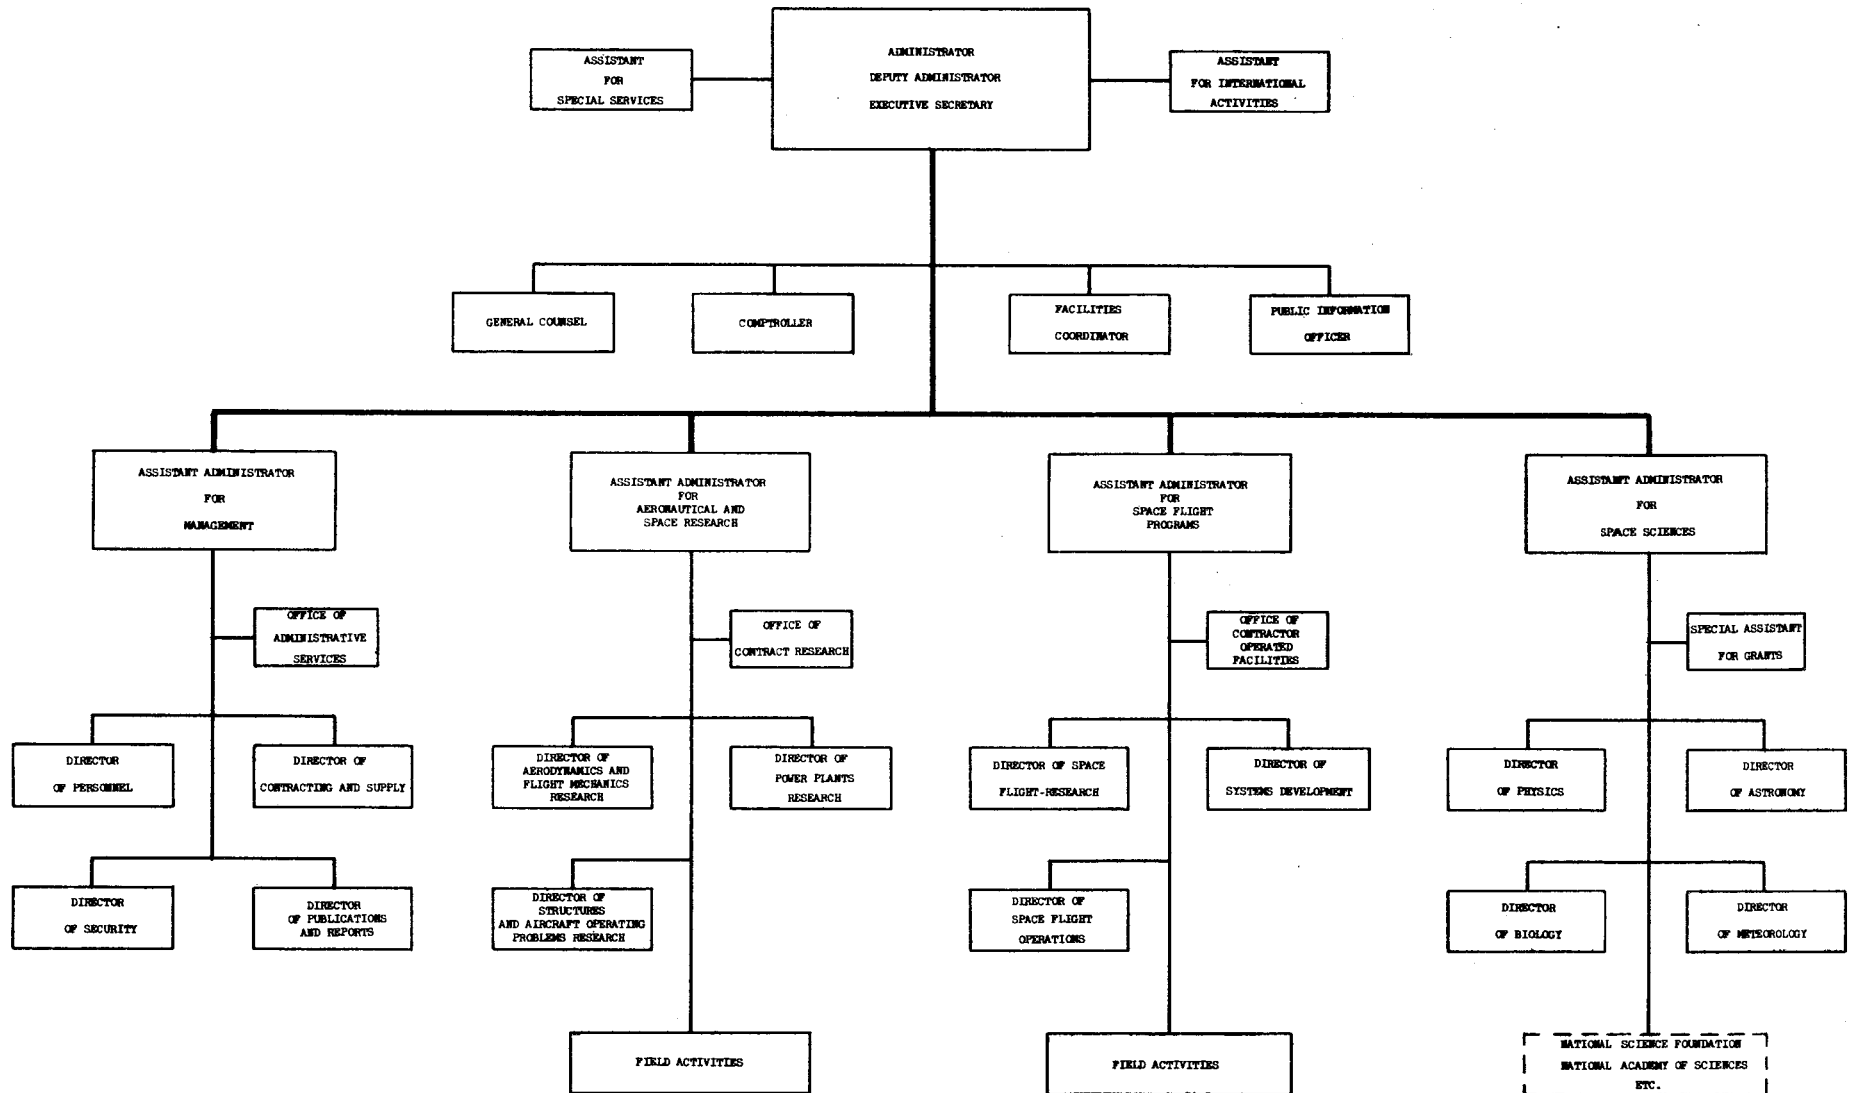 ADMINISTRATOR
DEPUTY ADMINISTRATOR
EXECUTIVE SECRETARY
ASSISTANT
FOR
SPECIAL SERVICES
ASSISTANT
FOR INTERNATIONAL
ACTIVITIES
GENERAL COUNSEL
COMPTROLLER
FACILITIES
COORDINATOR
PUBLIC INFORMATION
OFFICER
ASSISTANT ADMINISTRATOR
FOR
MANAGEMENT
ASSISTANT ADMINISTRATOR
FOR
AERONAUTICAL AND
SPACE RESEARCH
ASSISTANT ADMINISTRATOR
FOR
SPACE FLIGHT
PROGRAMS
ASSISTANT ADMINISTRATOR
FOR
SPACE SCIENCES
OFFICE OF
ADMINISTRATIVE
SERVICES
OFFICE OF
CONTRACT RESEARCH
OFFICE OF
CONTRACTOR
OPERATED
FACILITIES
SPECIAL ASSISTANT
FOR GRANTS
DIRECTOR
OF PERSONNEL
DIRECTOR OF
CONTRACTING AND SUPPLY
DIRECTOR OF
AERODYNAMICS AND
FLIGHT MECHANICS
RESEARCH
DIRECTOR OF
POWER PLANTS
RESEARCH
DIRECTOR OF SPACE
FLIGHT-RESEARCH
DIRECTOR OF
SYSTEMS DEVELOPMENT
DIRECTOR
OF PHYSICS
DIRECTOR
OF ASTRONOMY
DIRECTOR
OF SECURITY
DIRECTOR
OF PUBLICATIONS
AND REPORTS
DIRECTOR OF
STRUCTURES
AND AIRCRAFT OPERATING
PROBLEMS RESEARCH
DIRECTOR OF
SPACE FLIGHT
OPERATIONS
DIRECTOR
OF BIOLOGY
DIRECTOR
OF METEOROLOGY
FIELD ACTIVITIES
FIELD ACTIVITIES
NATIONAL SCIENCE FOUNDATION
NATIONAL ACADEMY OF SCIENCES
ETC.